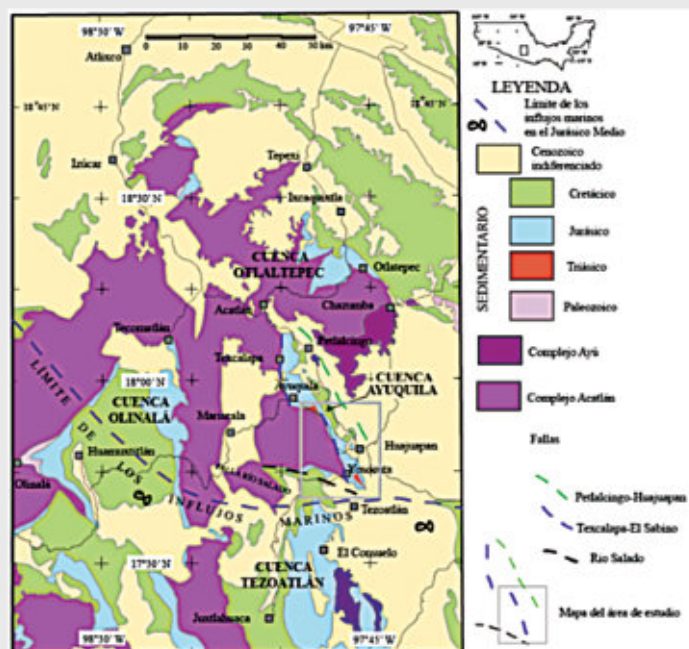 98°30' W
97°45' W
0 10 20 30 40 50 km
Atlixco
18°45' N
18°45' N
Izúcar
Tepexi
18°30' N
Ixcaquixtla
CUENCA
OTLALTEPEC
Otlatepec
Acatlán
Chazumba
Petlalcingo
Tecomatlán
Texcalapa
18°00' N
Ayuquila
CUENCA
AYUQUILA
CUENCA
OLINALÁ
Mariscala
Huajuapan
Huamuxtitlán
Olinalá
FALLA RÍO SALADO
LÍMITE DE LOS INFLUJOS MARINOS
Tezoatlán
El Consuelo
17°30' N
CUENCA
TEZOATLÁN
Juxtlahuaca
98°30' W
97°45' W
LEYENDA
Límite de los
influjos marinos
en el Jurásico Medio
Cenozoico
indiferenciado
SEDIMENTARIO
Cretácico
Jurásico
Triásico
Paleozoico
Complejo Ayú
Complejo Acatlán
Fallas
Petlalcingo-Huajuapan
Texcalapa-El Sabino
Río Salado
Mapa del área de estudio